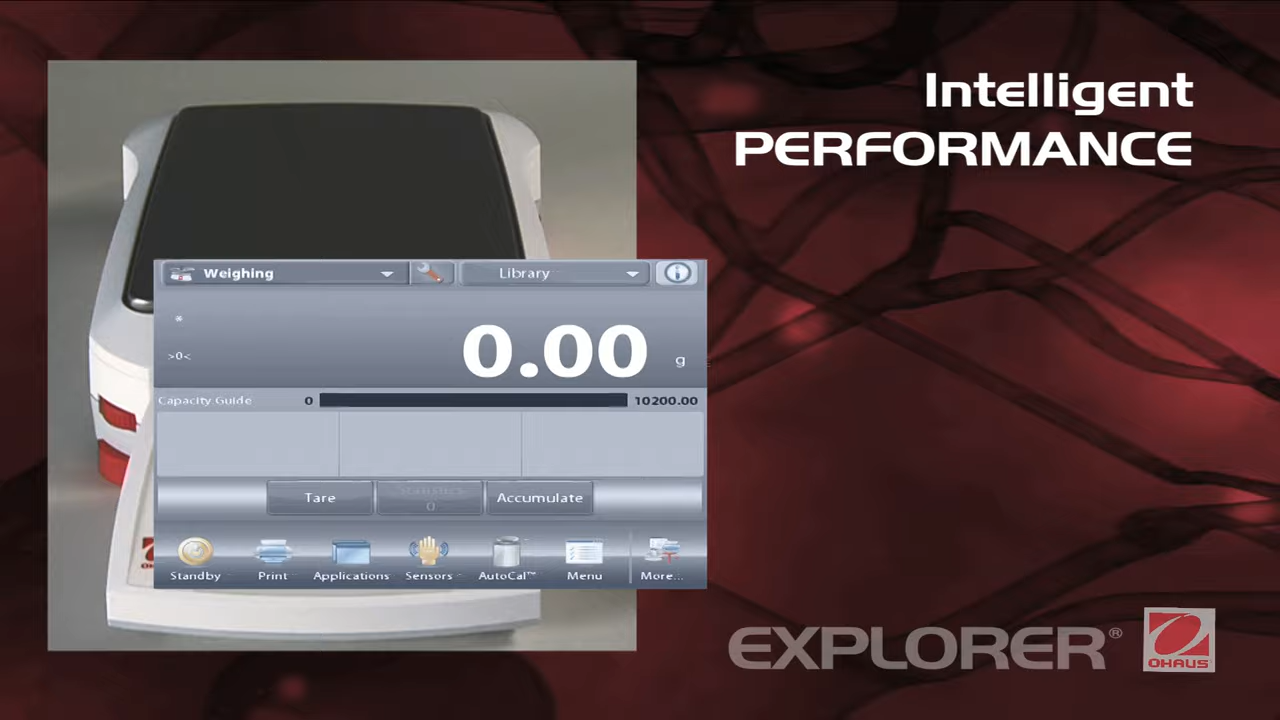 Intelligent
PERFORMANCE
Weighing
Library
*
>0<
0.00
g
Capacity Guide
0
10200.00
Tare
Statistics
0
Accumulate
Standby
Print
Applications
Sensors
AutoCal™
Menu
More...
EXPLORER®
OHAUS